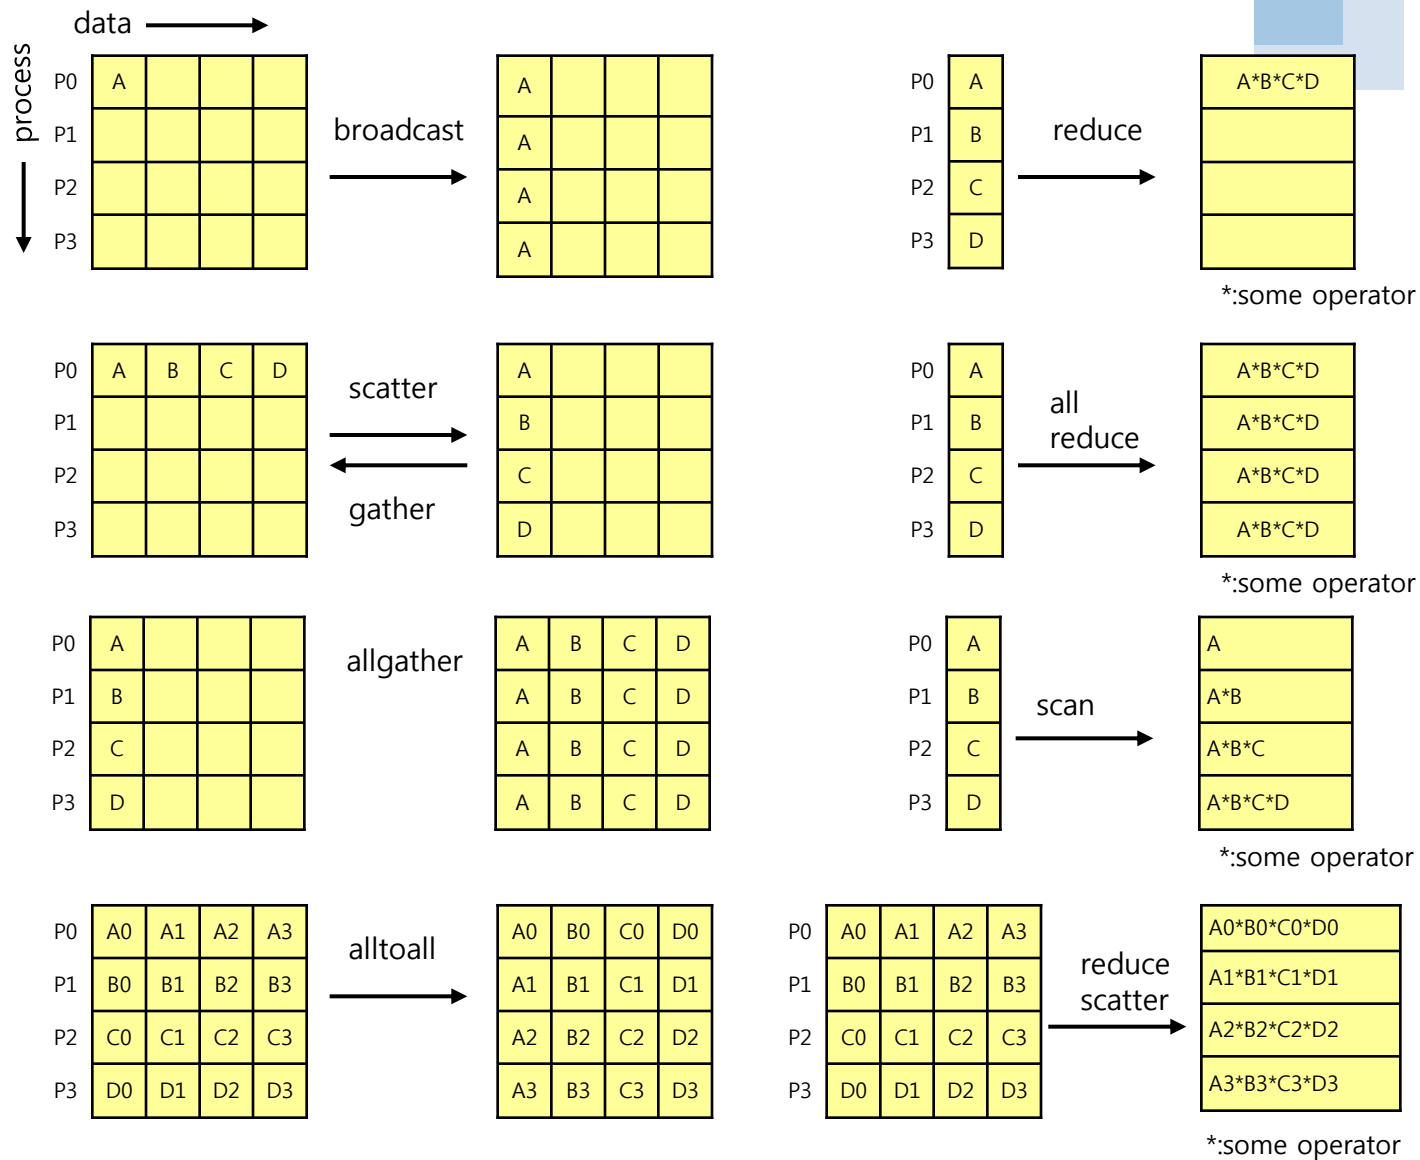 data
process
P0 A
P1
P2
P3
broadcast
A
A
A
A
P0 A
P1 B
P2 C
P3 D
reduce
A*B*C*D
*:some operator
P0 A B C D
P1
P2
P3
scatter
gather
A
B
C
D
P0 A
P1 B
P2 C
P3 D
all
reduce
A*B*C*D
A*B*C*D
A*B*C*D
A*B*C*D
*:some operator
P0 A
P1 B
P2 C
P3 D
allgather
A B C D
A B C D
A B C D
A B C D
P0 A
P1 B
P2 C
P3 D
scan
A
A*B
A*B*C
A*B*C*D
*:some operator
P0 A0 A1 A2 A3
P1 B0 B1 B2 B3
P2 C0 C1 C2 C3
P3 D0 D1 D2 D3
alltoall
A0 B0 C0 D0
A1 B1 C1 D1
A2 B2 C2 D2
A3 B3 C3 D3
P0 A0 A1 A2 A3
P1 B0 B1 B2 B3
P2 C0 C1 C2 C3
P3 D0 D1 D2 D3
reduce
scatter
A0*B0*C0*D0
A1*B1*C1*D1
A2*B2*C2*D2
A3*B3*C3*D3
*:some operator